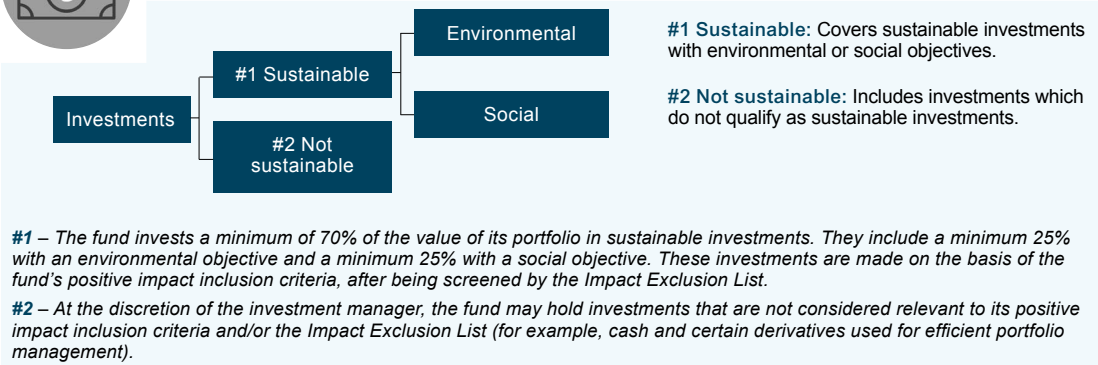 Environmental
#1 Sustainable
Investments
Social
#2 Not
sustainable
#1 Sustainable: Covers sustainable investments
with environmental or social objectives.
#2 Not sustainable: Includes investments which
do not qualify as sustainable investments.
#1 – The fund invests a minimum of 70% of the value of its portfolio in sustainable investments. They include a minimum 25%
with an environmental objective and a minimum 25% with a social objective. These investments are made on the basis of the
fund’s positive impact inclusion criteria, after being screened by the Impact Exclusion List.
#2 – At the discretion of the investment manager, the fund may hold investments that are not considered relevant to its positive
impact inclusion criteria and/or the Impact Exclusion List (for example, cash and certain derivatives used for efficient portfolio
management).